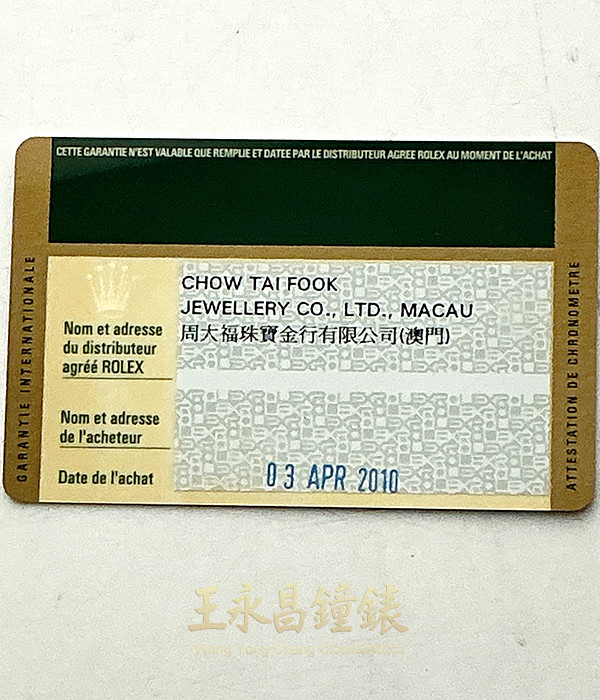 CETTE GARANTIE N'EST VALABLE QUE REMPLIE ET DATEE PAR LE DISTRIBUTEUR AGREE ROLEX AU MOMENT DE L'ACHAT
GARANTIE INTERNATIONALE
CHOW TAI FOOK
JEWELLERY CO., LTD., MACAU
周大福珠寶金行有限公司(澳門)
Nom et adresse
du distributeur
agréé ROLEX
Nom et adresse
de l'acheteur
Date de l'achat
03 APR 2010
ATTESTATION DE CHRONOMETRE
王永昌鐘錶